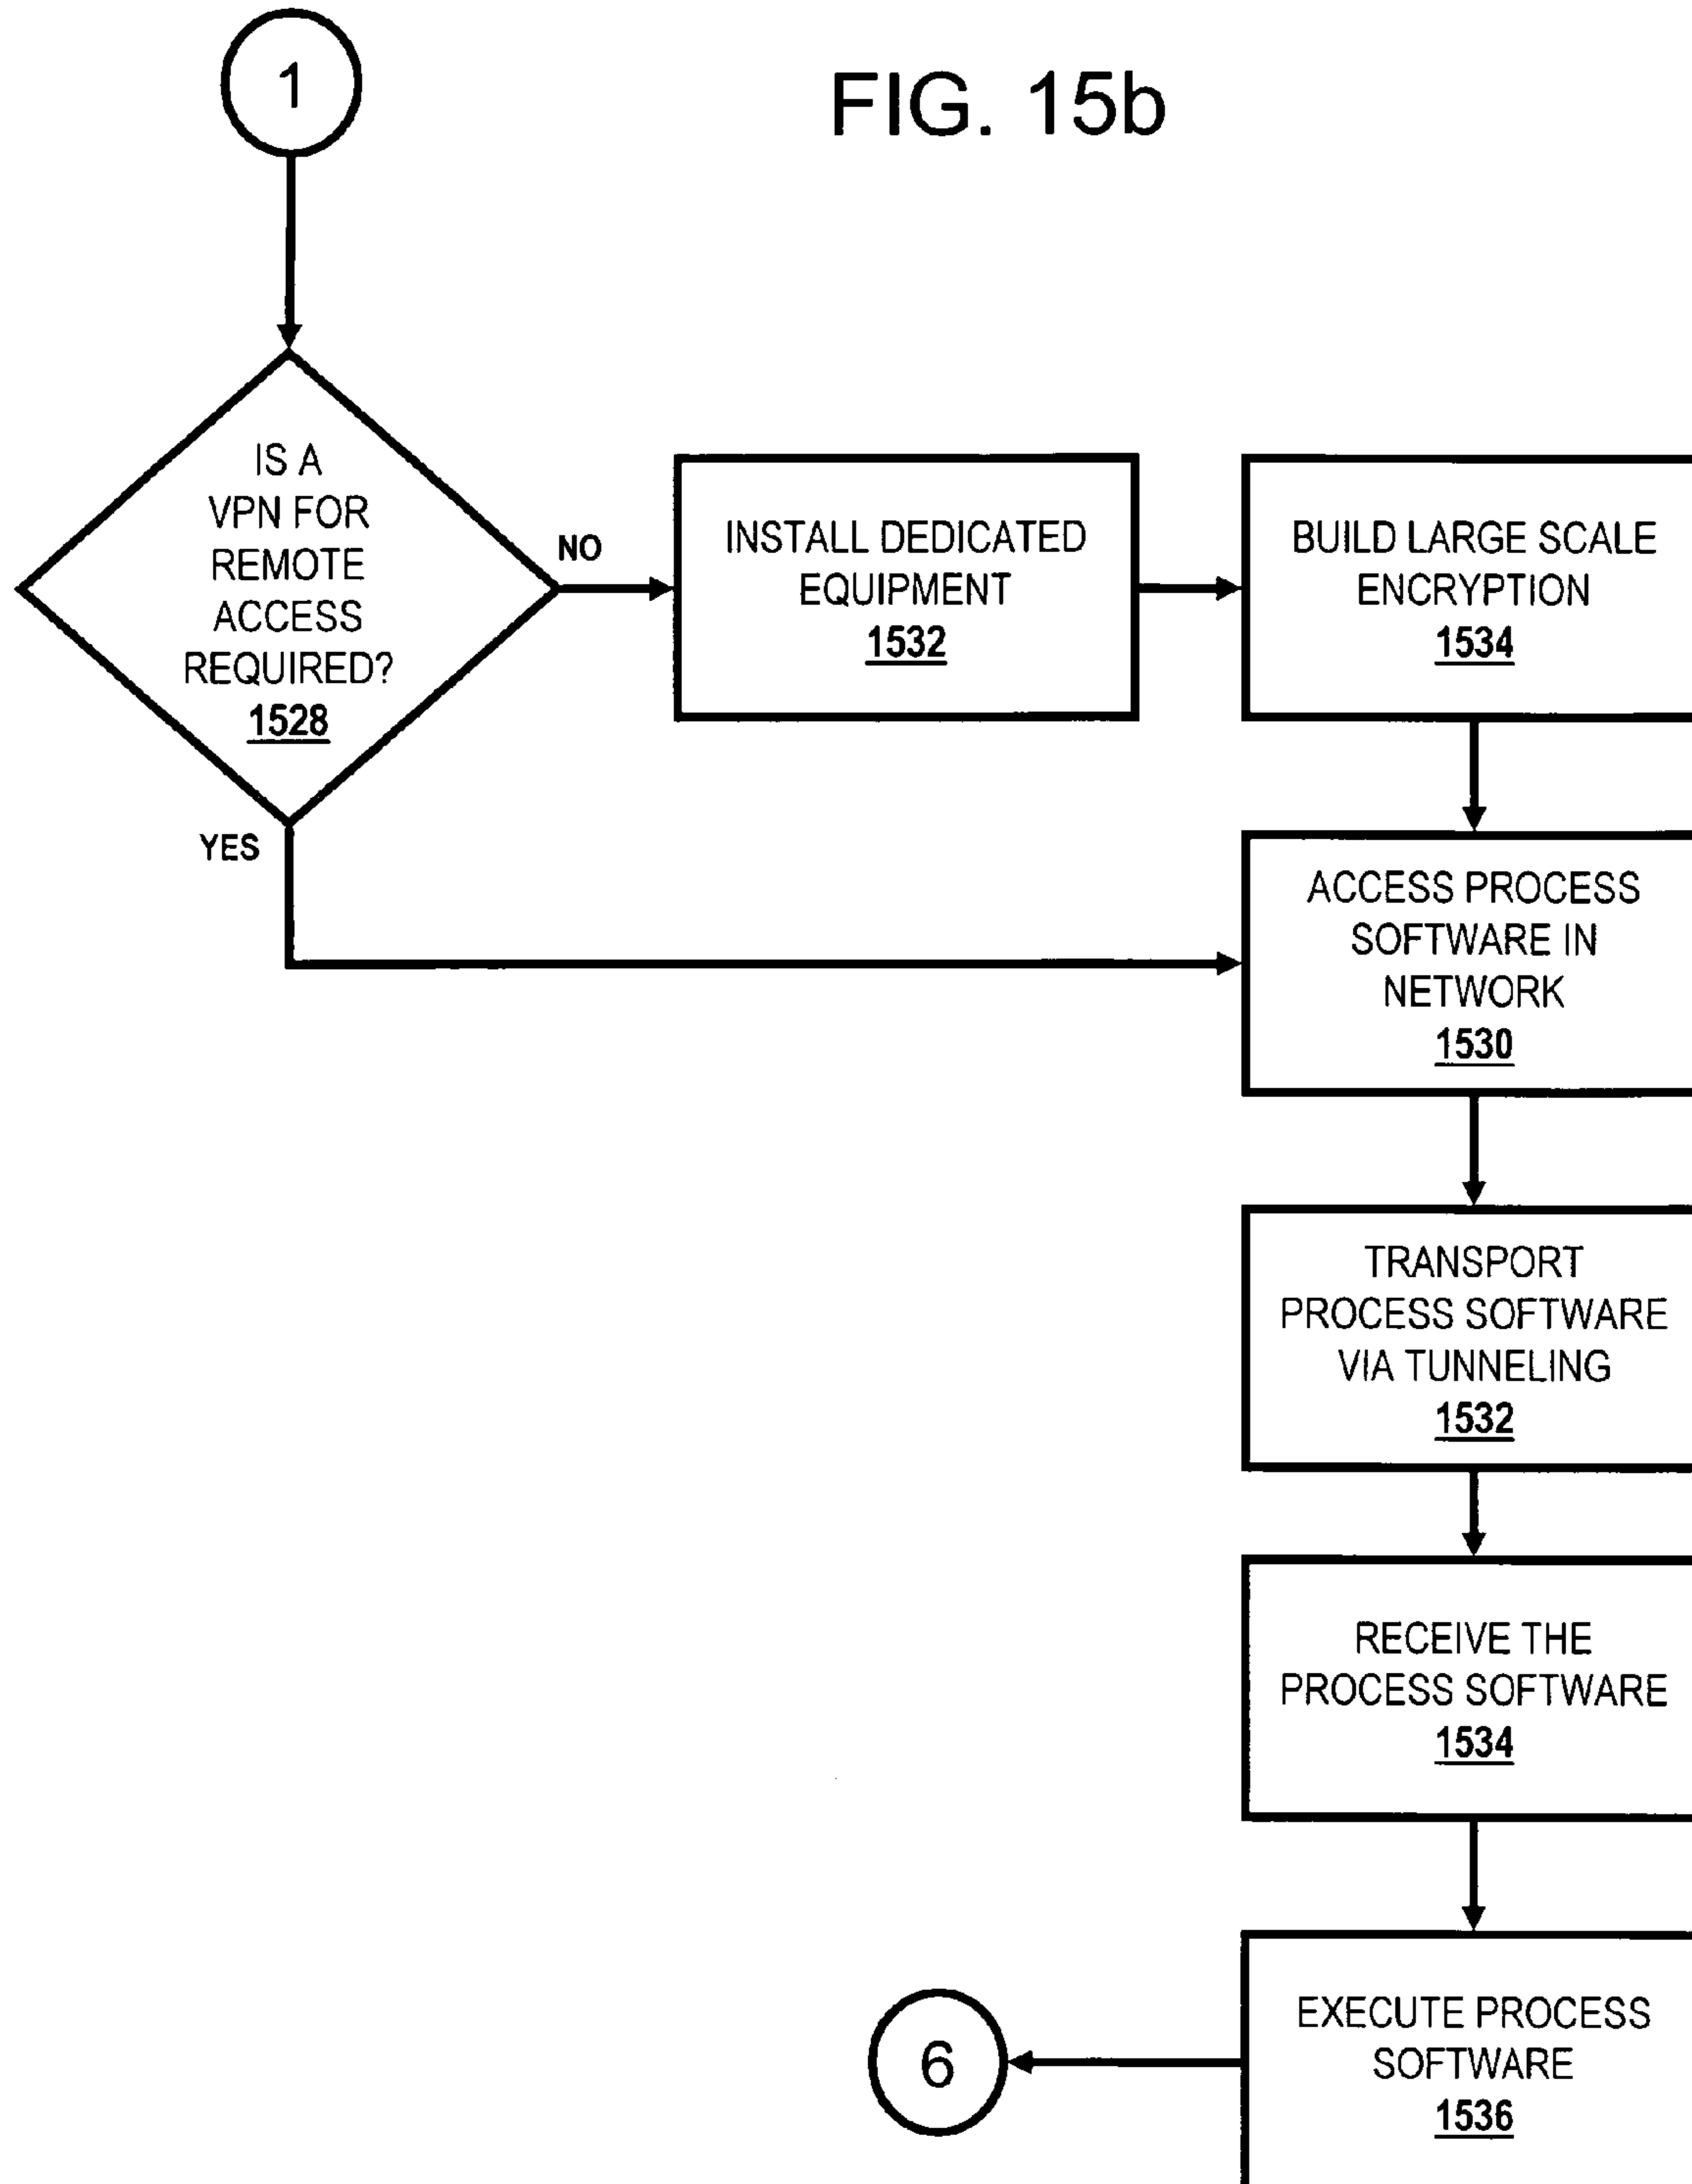 1
FIG. 15b
IS A
VPN FOR
REMOTE
ACCESS
REQUIRED?
1528
NO
YES
INSTALL DEDICATED
EQUIPMENT
1532
BUILD LARGE SCALE
ENCRYPTION
1534
ACCESS PROCESS
SOFTWARE IN
NETWORK
1530
TRANSPORT
PROCESS SOFTWARE
VIA TUNNELING
1532
RECEIVE THE
PROCESS SOFTWARE
1534
EXECUTE PROCESS
SOFTWARE
1536
6